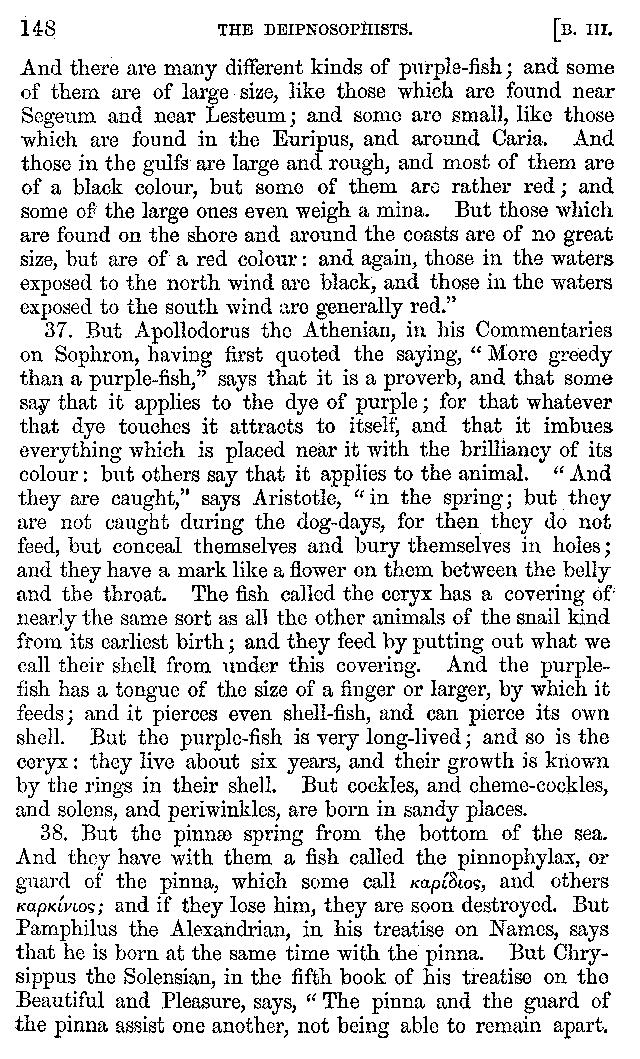 148 THE DEIPNOSOPHISTS. [B. III.
And there are many different kinds of purple-fish; and some
of them are of large size, like those which are found near
Segeum and near Lesteum; and some are small, like those
which are found in the Euripus, and around Caria. And
those in the gulfs are large and rough, and most of them are
of a black colour, but some of them are rather red; and
some of the large ones even weigh a mina. But those which
are found on the shore and around the coasts are of no great
size, but are of a red colour: and again, those in the waters
exposed to the north wind are black, and those in the waters
exposed to the south wind are generally red."
37. But Apollodorus the Athenian, in his Commentaries
on Sophron, having first quoted the saying, "More greedy
than a purple-fish," says that it is a proverb, and that some
say that it applies to the dye of purple; for that whatever
that dye touches it attracts to itself, and that it imbues
everything which is placed near it with the brilliancy of its
colour: but others say that it applies to the animal. "And
they are caught," says Aristotle, "in the spring; but they
are not caught during the dog-days, for then they do not
feed, but conceal themselves and bury themselves in holes;
and they have a mark like a flower on them between the belly
and the throat. The fish called the ceryx has a covering of
nearly the same sort as all the other animals of the snail kind
from its earliest birth; and they feed by putting out what we
call their shell from under this covering. And the purple-
fish has a tongue of the size of a finger or larger, by which it
feeds; and it pierces even shell-fish, and can pierce its own
shell. But the purple-fish is very long-lived; and so is the
ceryx: they live about six years, and their growth is known
by the rings in their shell. But cockles, and cheme-cockles,
and solens, and periwinkles, are born in sandy places.
38. But the pinnæ spring from the bottom of the sea.
And they have with them a fish called the pinnophylax, or
guard of the pinna, which some call καρίδιος, and others
καρκίνιος; and if they lose him, they are soon destroyed. But
Pamphilus the Alexandrian, in his treatise on Names, says
that he is born at the same time with the pinna. But Chry-
sippus the Solensian, in the fifth book of his treatise on the
Beautiful and Pleasure, says, "The pinna and the guard of
the pinna assist one another, not being able to remain apart.